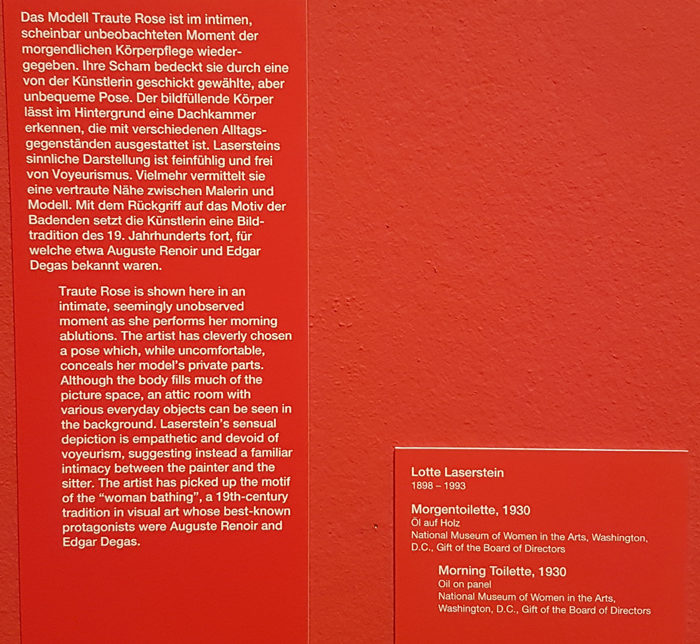 Das Modell Traute Rose ist im intimen,
scheinbar unbeobachteten Moment der
morgendlichen Körperpflege wieder-
gegeben. Ihre Scham bedeckt sie durch eine
von der Künstlerin geschickt gewählte, aber
unbequeme Pose. Der bildfüllende Körper
lässt im Hintergrund eine Dachkammer
erkennen, die mit verschiedenen Alltags-
gegenständen ausgestattet ist. Lasersteins
sinnliche Darstellung ist feinfühlig und frei
von Voyeurismus. Vielmehr vermittelt sie
eine vertraute Nähe zwischen Malerin und
Modell. Mit dem Rückgriff auf das Motiv der
Badenden setzt die Künstlerin eine Bild-
tradition des 19. Jahrhunderts fort, für
welche etwa Auguste Renoir und Edgar
Degas bekannt waren.
Traute Rose is shown here in an
intimate, seemingly unobserved
moment as she performs her morning
ablutions. The artist has cleverly chosen
a pose which, while uncomfortable,
conceals her model's private parts.
Although the body fills much of the
picture space, an attic room with
various everyday objects can be seen in
the background. Laserstein's sensual
depiction is empathetic and devoid of
voyeurism, suggesting instead a familiar
intimacy between the painter and the
sitter. The artist has picked up the motif
of the “woman bathing”, a 19th-century
tradition in visual art whose best-known
protagonists were Auguste Renoir and
Edgar Degas.
Lotte Laserstein
1898 – 1993
Morgentoilette, 1930
Öl auf Holz
National Museum of Women in the Arts, Washington,
D.C., Gift of the Board of Directors
Morning Toilette, 1930
Oil on panel
National Museum of Women in the Arts,
Washington, D.C., Gift of the Board of Directors